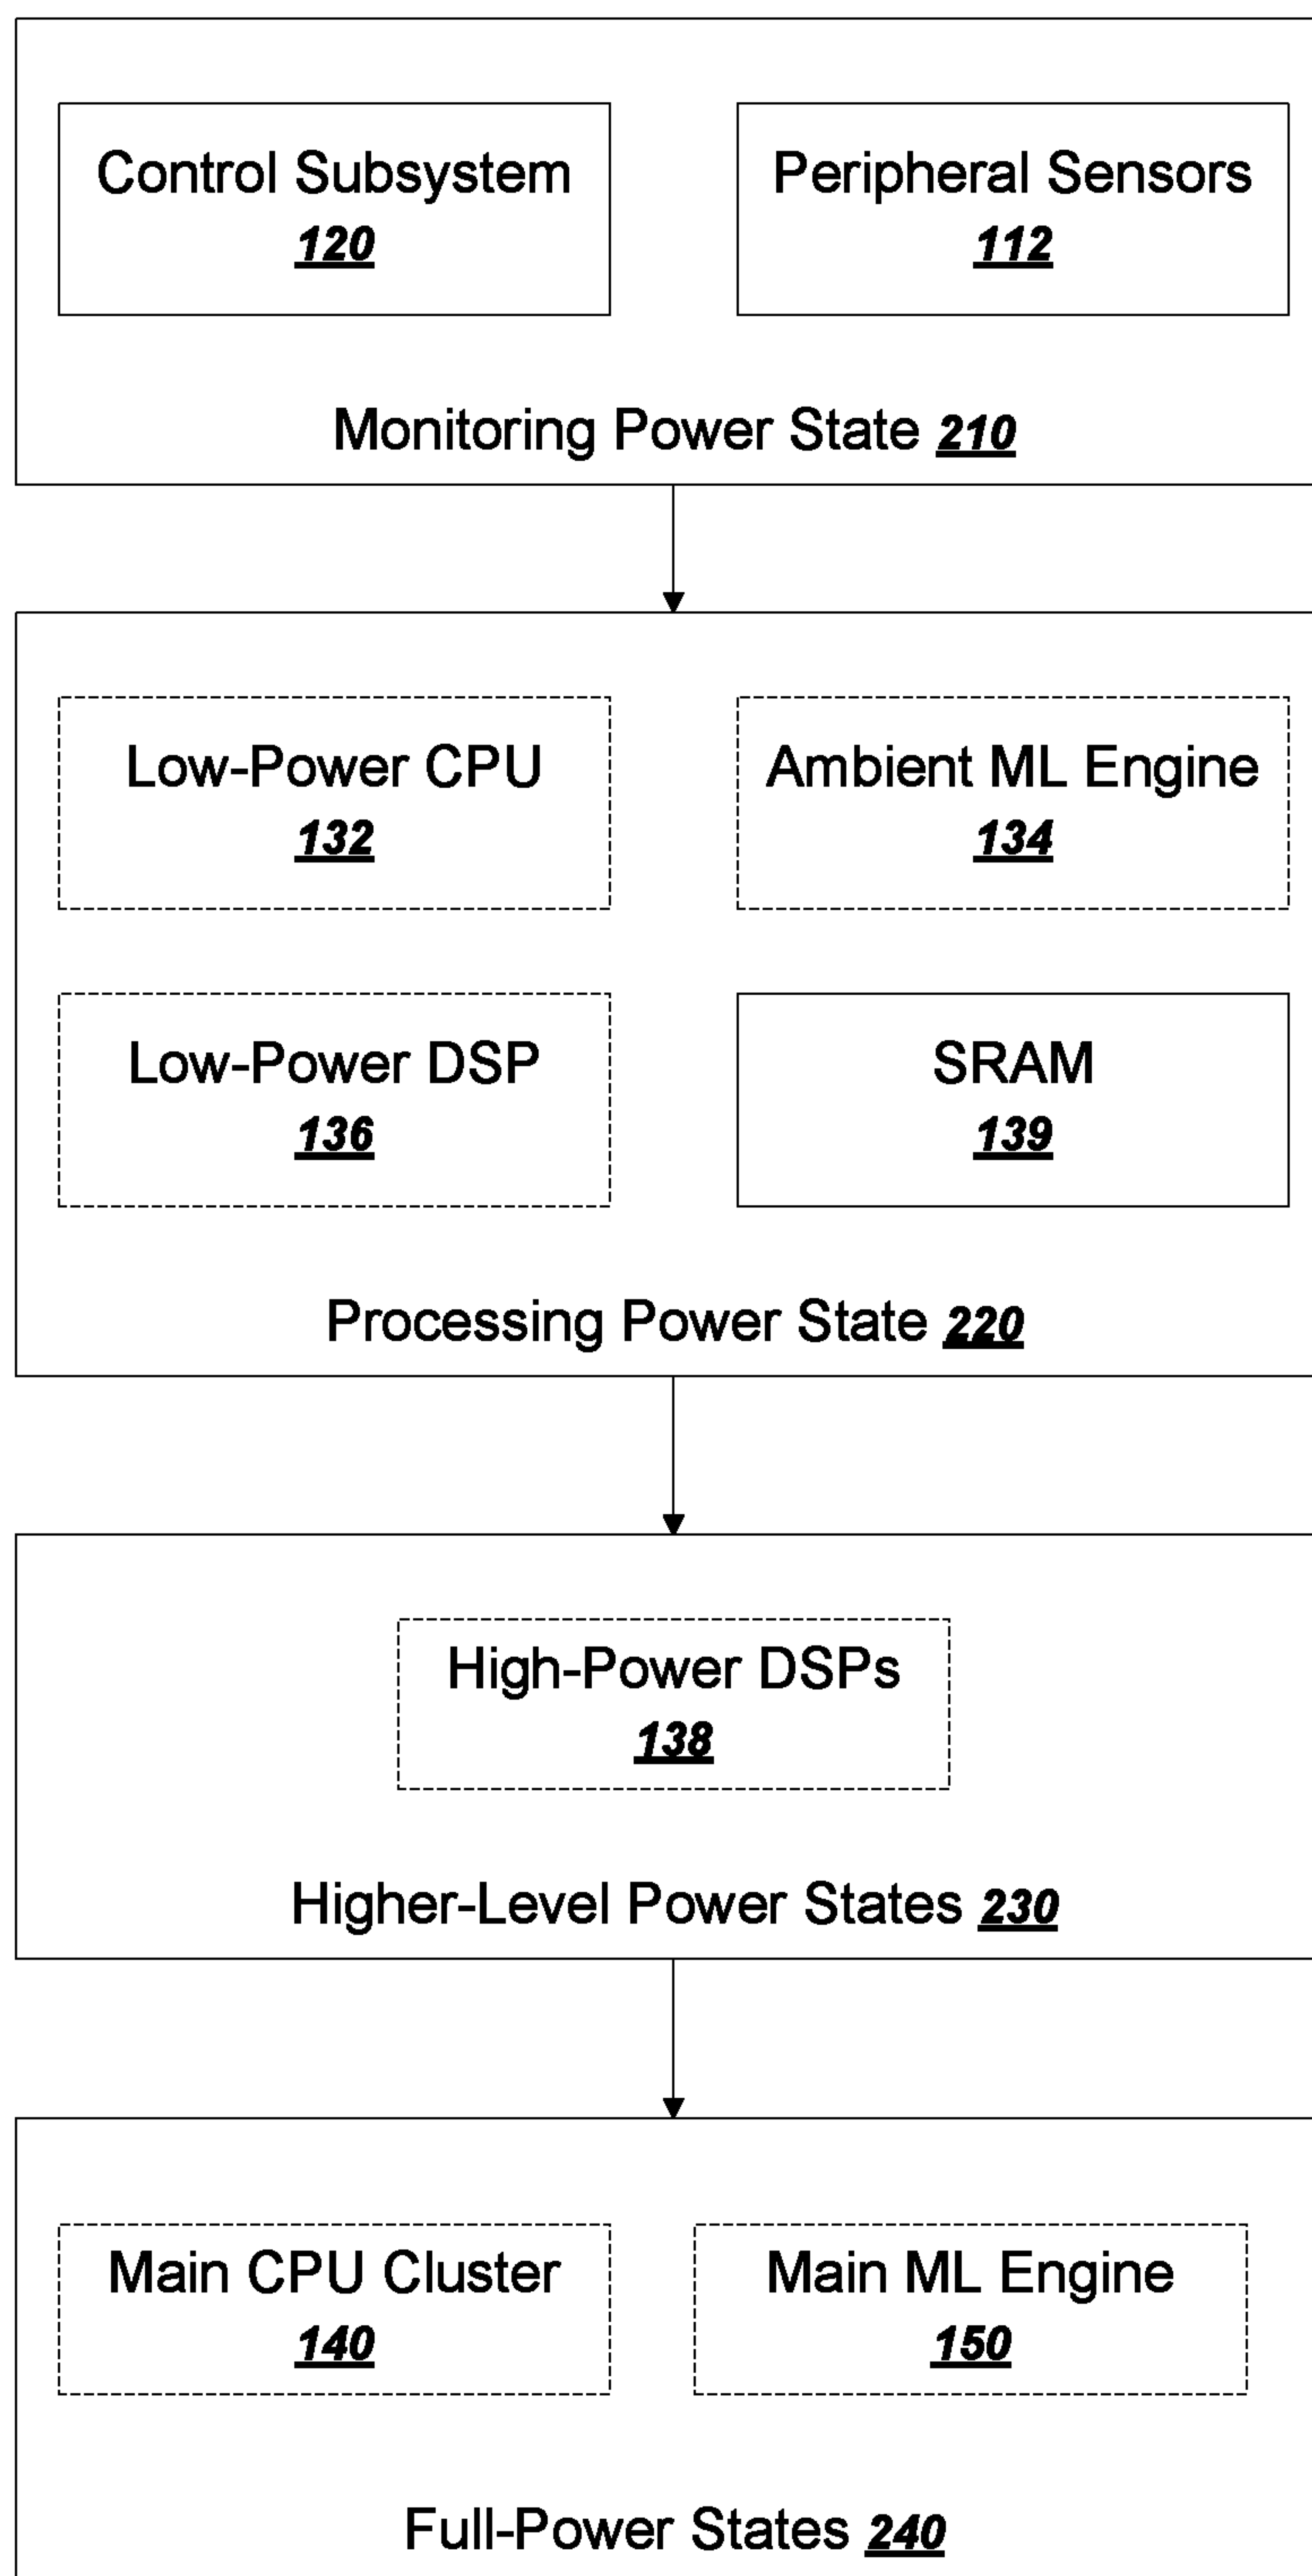 Control Subsystem
120
Peripheral Sensors
112
Monitoring Power State 210
Low-Power CPU
132
Ambient ML Engine
134
Low-Power DSP
136
SRAM
139
Processing Power State 220
High-Power DSPs
138
Higher-Level Power States 230
Main CPU Cluster
140
Main ML Engine
150
Full-Power States 240